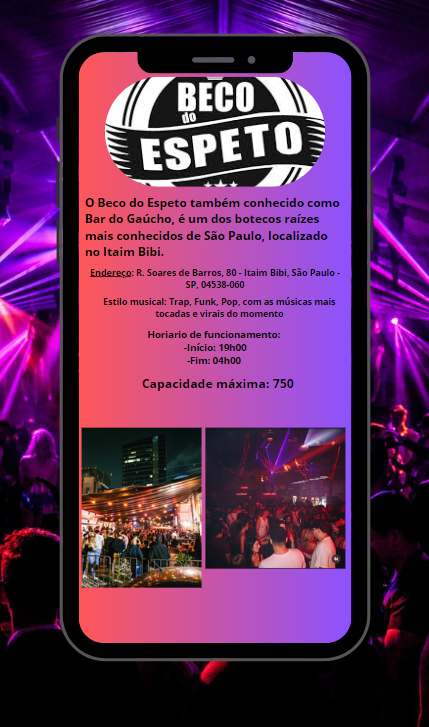 BECO
do
ESPETO
O Beco do Espeto também conhecido como
Bar do Gaúcho, é um dos botecos raízes
mais conhecidos de São Paulo, localizado
no Itaim Bibi.
Endereço: R. Soares de Barros, 80 - Itaim Bibi, São Paulo -
SP, 04538-060
Estilo musical: Trap, Funk, Pop, com as músicas mais
tocadas e virais do momento
Horiario de funcionamento:
-Início: 19h00
-Fim: 04h00
Capacidade máxima: 750